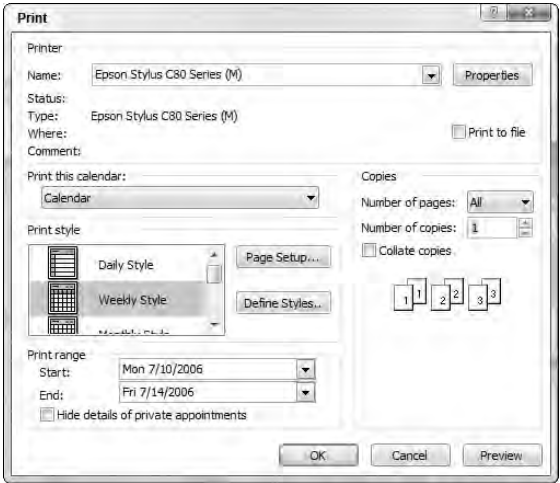 Print
Printer
Name: Epson Stylus C80 Series (M) Properties
Status:
Type: Epson Stylus C80 Series (M)
Where: Print to file
Comment:
Print this calendar:
Calendar
Print style
Daily Style
Weekly Style
Monthly Style
Page Setup...
Define Styles..
Print range
Start: Mon 7/10/2006
End: Fri 7/14/2006
Hide details of private appointments
Copies
Number of pages: All
Number of copies: 1
Collate copies
1 1 2 2 3 3
OK Cancel Preview